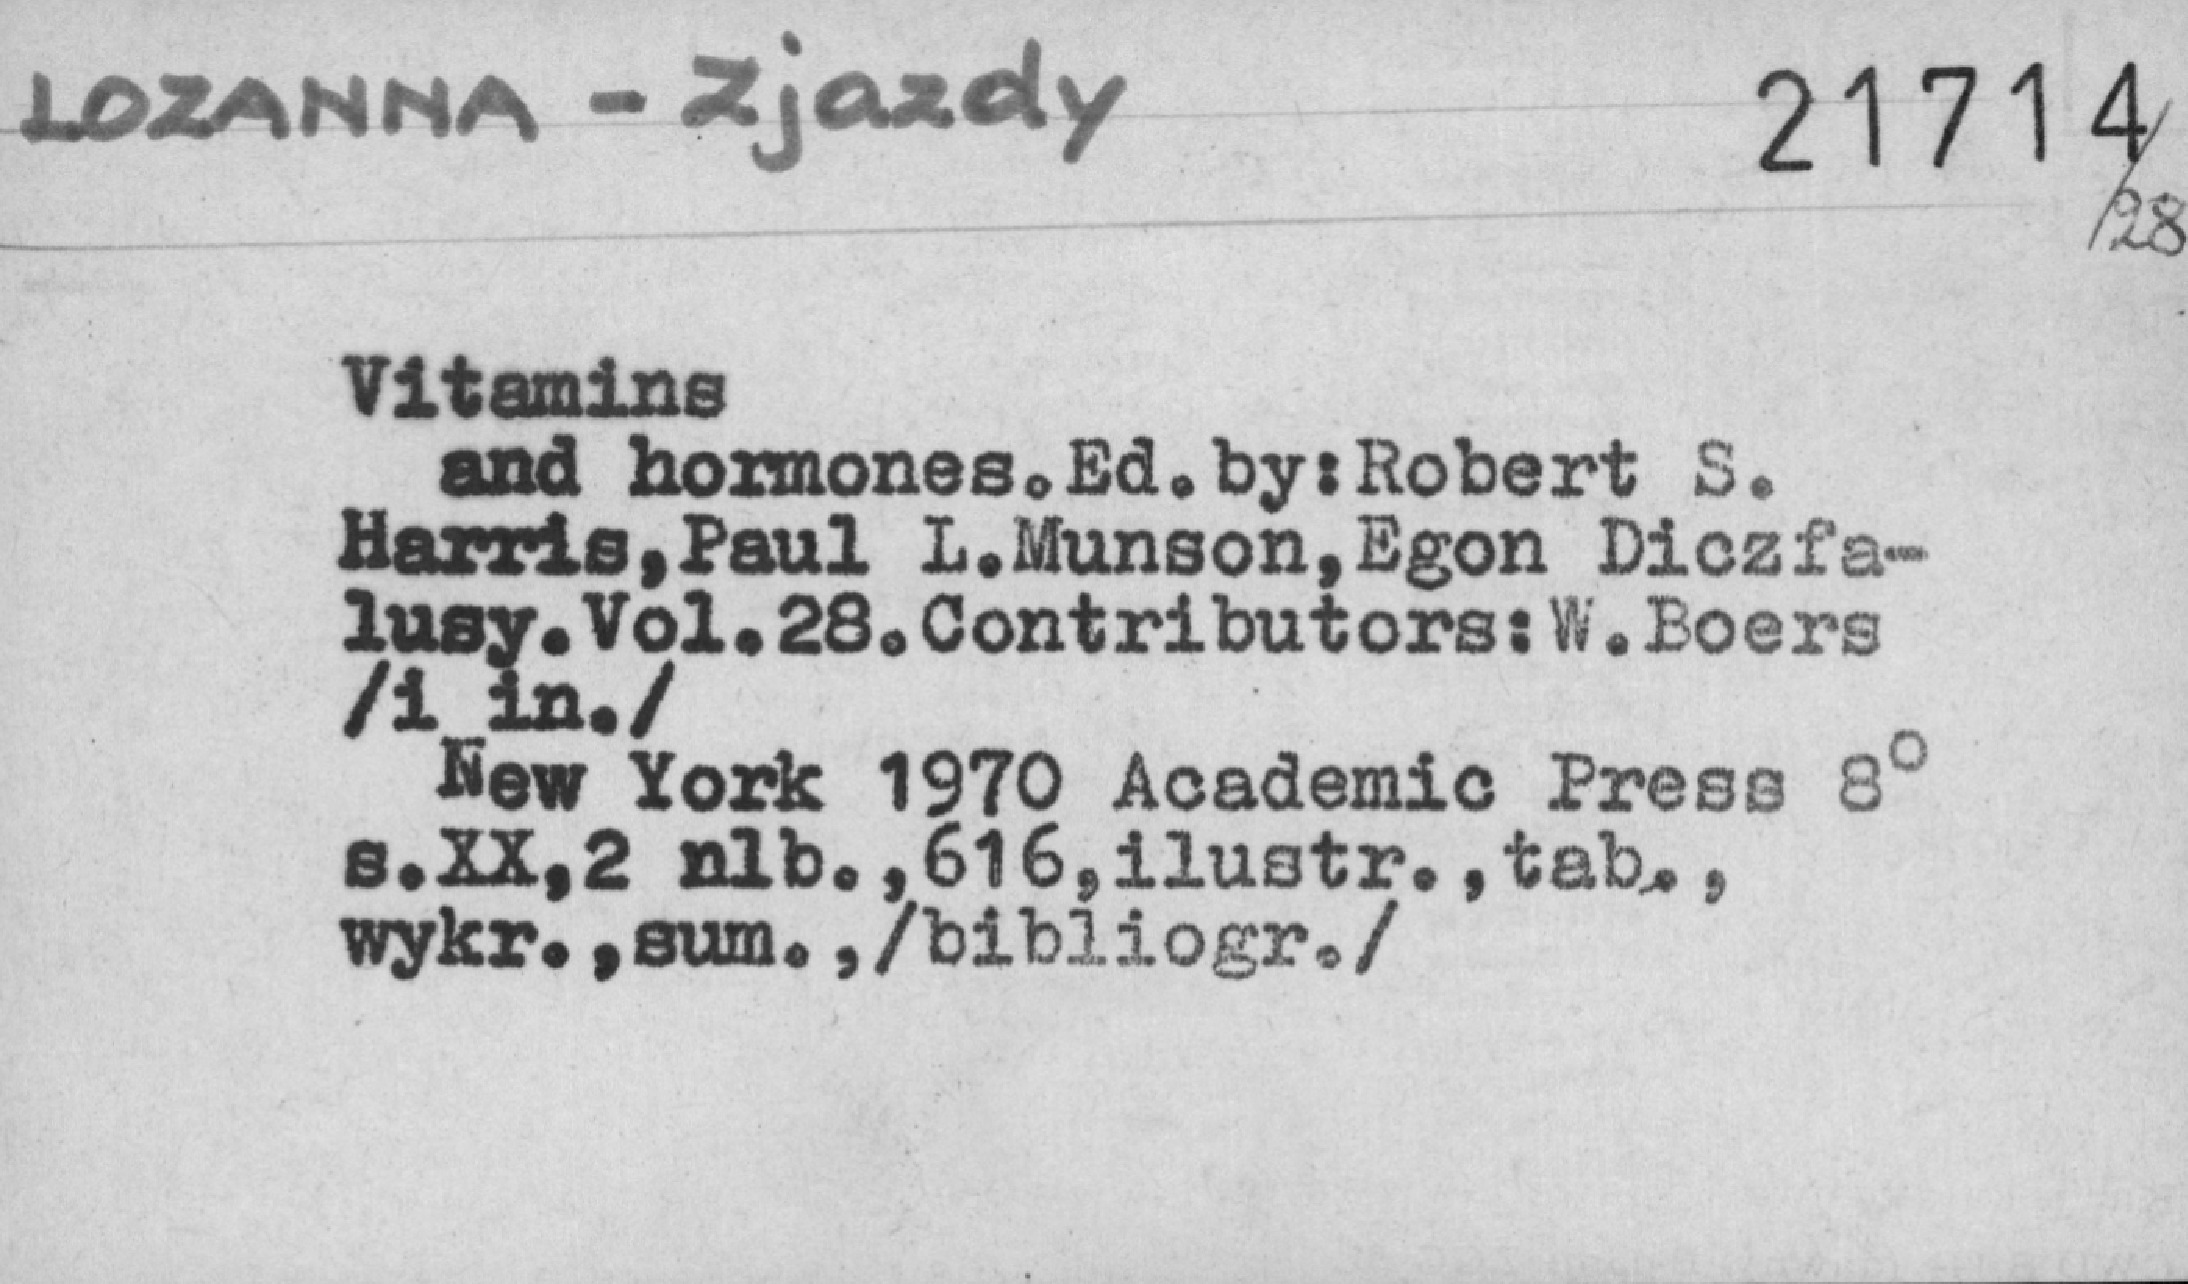 LOZANNA - Zjazdy 21714/28
Vitamins
and hormones.Ed.by:Robert S.
Harris,Paul L.Munson,Egon Diczfa-
lusy.Vol.28.Contributors:W.Boers
/i in./
New York 1970 Academic Press 8°
s.XX,2 nlb.,616,ilustr.,tab.,
wykr.,sum.,/bibliogr./